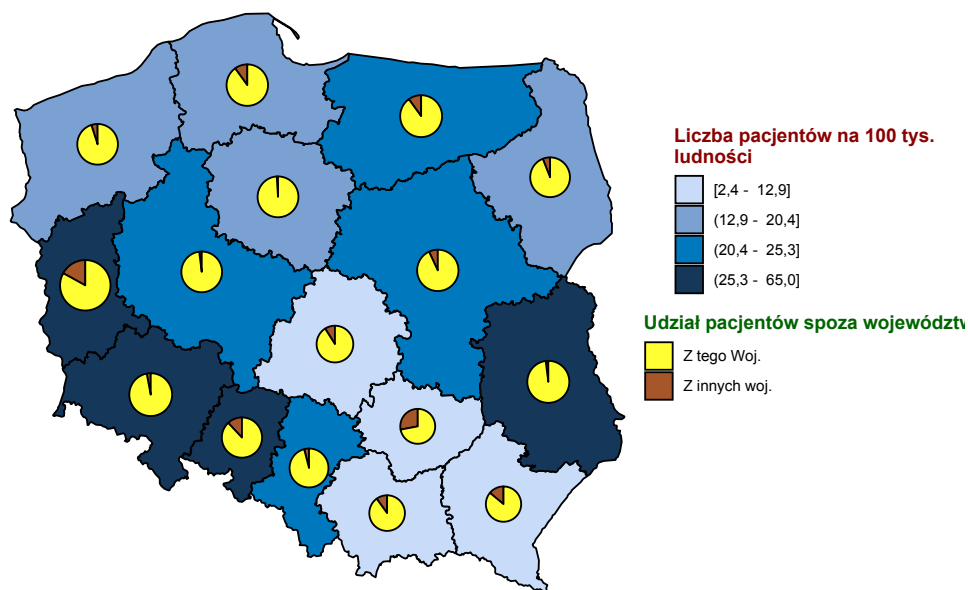 Liczba pacjentów na 100 tys.
ludności
[2,4 - 12,9]
(12,9 - 20,4]
(20,4 - 25,3]
(25,3 - 65,0]
Udział pacjentów spoza województw
Z tego Woj.
Z innych woj.